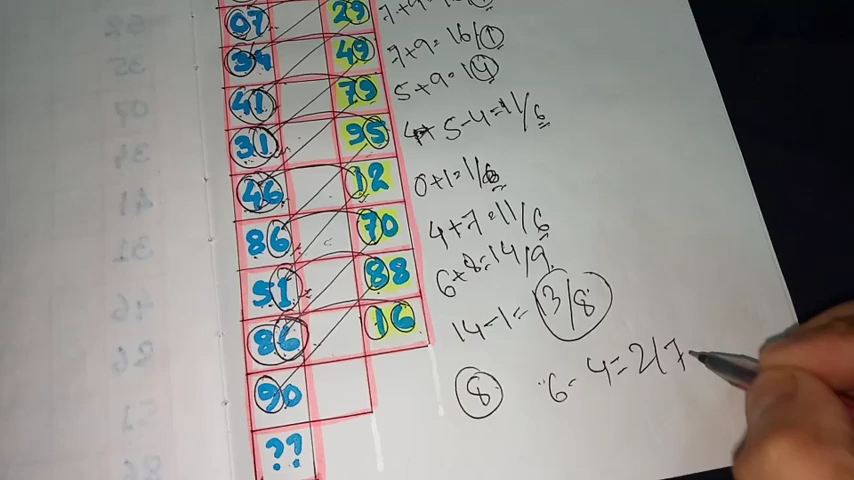 07 29
34 49 7+9=16/1
41 79 5+9=14
31 95 5-4=1/6
46 12 0+1=1/6
86 70 4+7=11/6
51 88 6+8=14/9
86 16 14-1=13/8
90 8 6-4=2/7
??